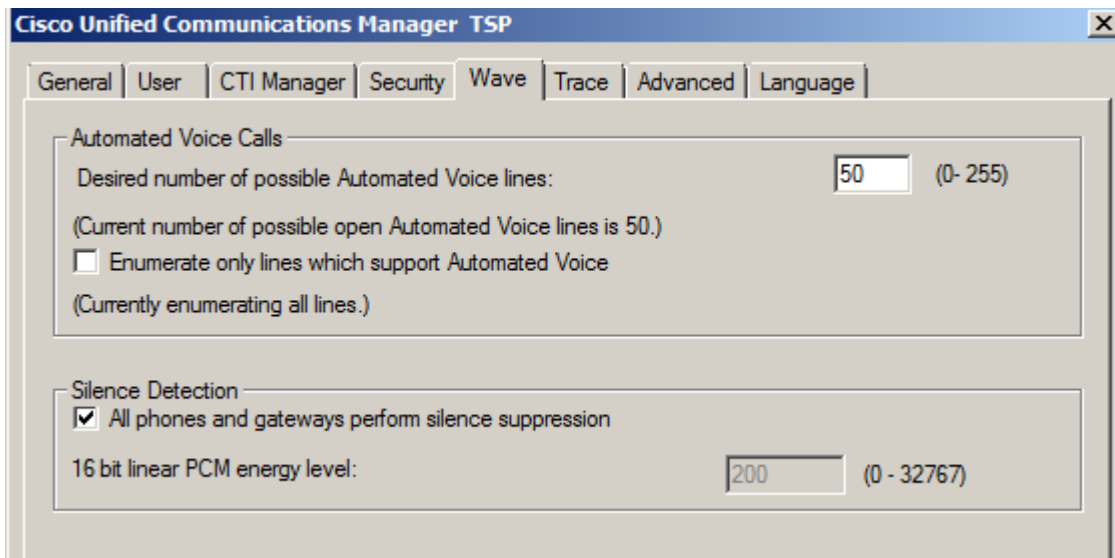 Cisco Unified Communications Manager TSP
General User CTI Manager Security Wave Trace Advanced Language
Automated Voice Calls
Desired number of possible Automated Voice lines: 50 (0- 255)
(Current number of possible open Automated Voice lines is 50.)
Enumerate only lines which support Automated Voice
(Currently enumerating all lines.)
Silence Detection
All phones and gateways perform silence suppression
16 bit linear PCM energy level: 200 (0 - 32767)